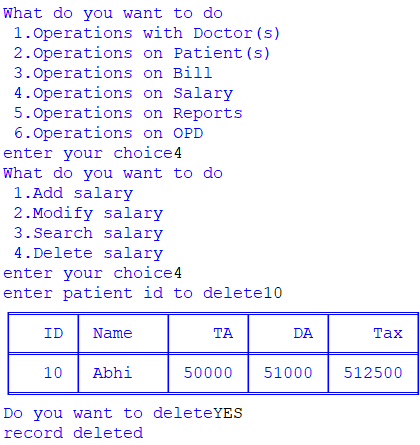 What do you want to do
1.Operations with Doctor(s)
2.Operations on Patient(s)
3.Operations on Bill
4.Operations on Salary
5.Operations on Reports
6.Operations on OPD
enter your choice4
What do you want to do
1.Add salary
2.Modify salary
3.Search salary
4.Delete salary
enter your choice4
enter patient id to delete10
ID Name TA DA Tax
10 Abhi 50000 51000 512500
Do you want to deleteYES
record deleted